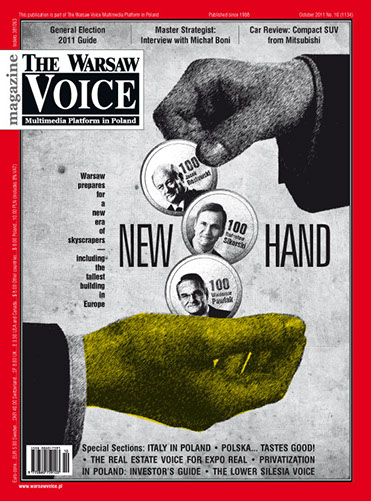 This publication is part of The Warsaw Voice Multimedia Platform in Poland
Published since 1988
October 2011 No. 10 (1134)
General Election
2011 Guide
Master Strategist:
Interview with Michał Boni
Car Review: Compact SUV
from Mitsubishi
magazine
THE WARSAW
VOICE
Multimedia Platform in Poland
Warsaw
prepares
for a
new
era
of
skyscrapers
—
including
the
tallest
building
in
Europe
100
100
Sikorski
100
Waldemar
Pawlak
NEW HAND
Special Sections: ITALY IN POLAND • POLSKA... TASTES GOOD!
• THE REAL ESTATE VOICE FOR EXPO REAL • PRIVATIZATION
IN POLAND: INVESTOR'S GUIDE • THE LOWER SILESIA VOICE
www.warsawvoice.pl